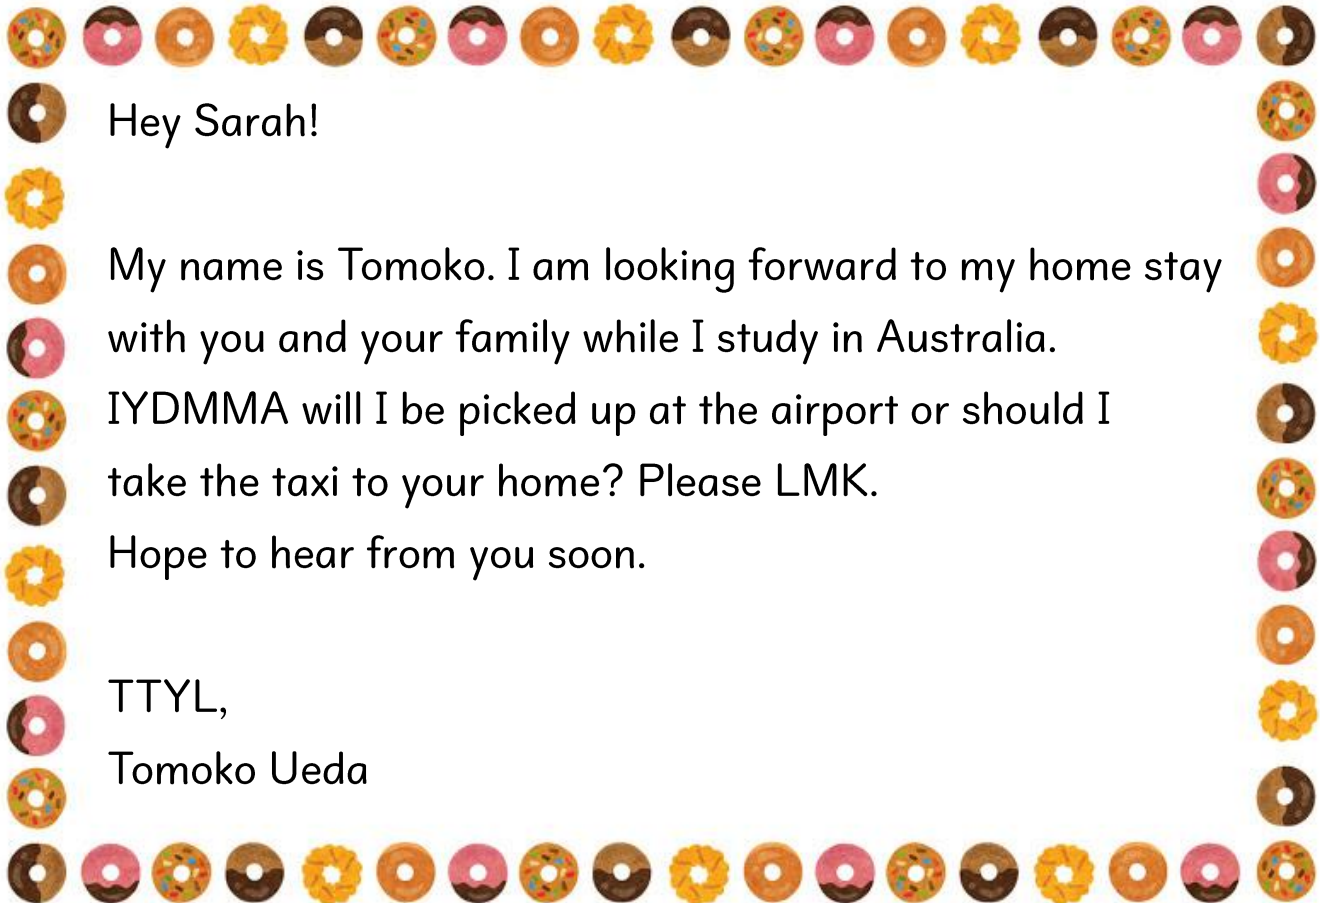 Hey Sarah!
My name is Tomoko. I am looking forward to my home stay
with you and your family while I study in Australia.
IYDMMA will I be picked up at the airport or should I
take the taxi to your home? Please LMK.
Hope to hear from you soon.
TTYL,
Tomoko Ueda